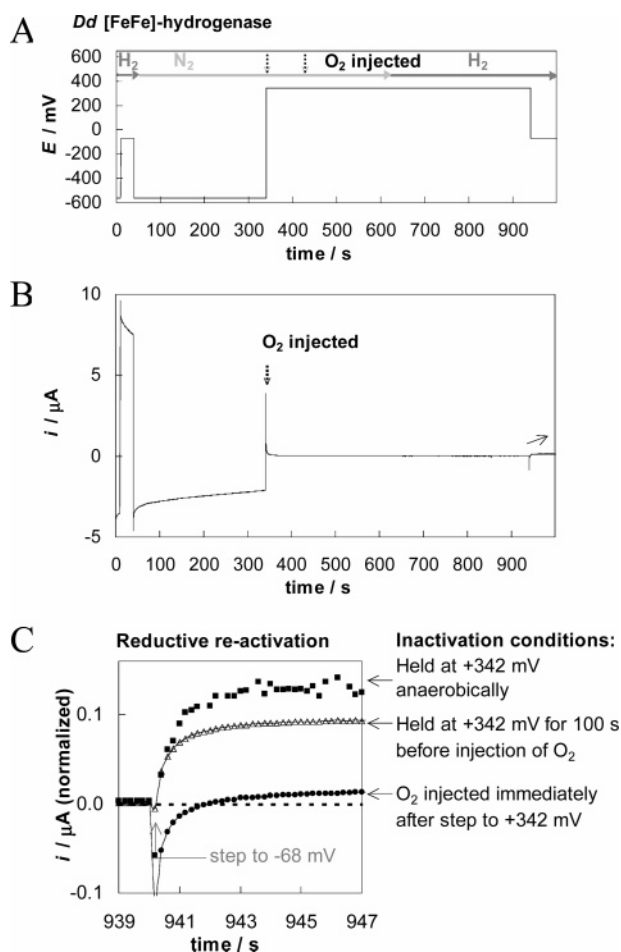 A
Dd [FeFe]-hydrogenase
H2 N2 O2 injected H2
E / mV
600
400
200
0
-200
-400
-600
0 100 200 300 400 500 600 700 800 900
time / s
B
i / μA
10
5
0
-5
O2 injected
0 100 200 300 400 500 600 700 800 900
time / s
C
Reductive re-activation
Inactivation conditions:
Held at +342 mV
anaerobically
Held at +342 mV for 100 s
before injection of O2
O2 injected immediately
after step to +342 mV
i / μA (normalized)
0.1
0.0
-0.1
step to -68 mV
939 941 943 945 947
time / s